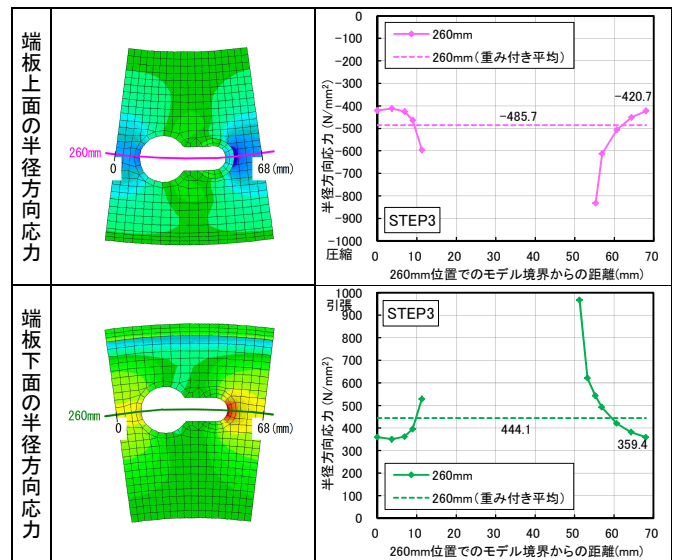 端板上面の半径方向応力
260mm
0
68(mm)
半径方向応力(N/mm²)
0
-100
-200
-300
-400
-500
-600
-700
-800
-900
-1000
圧縮
260mm
260mm(重み付き平均)
-485.7
-420.7
STEP3
0 10 20 30 40 50 60 70
260mm位置でのモデル境界からの距離(mm)
端板下面の半径方向応力
260mm
0
68(mm)
半径方向応力(N/mm²)
引張
1000
900
800
700
600
500
400
300
200
100
0
STEP3
444.1
359.4
260mm
260mm(重み付き平均)
0 10 20 30 40 50 60 70
260mm位置でのモデル境界からの距離(mm)